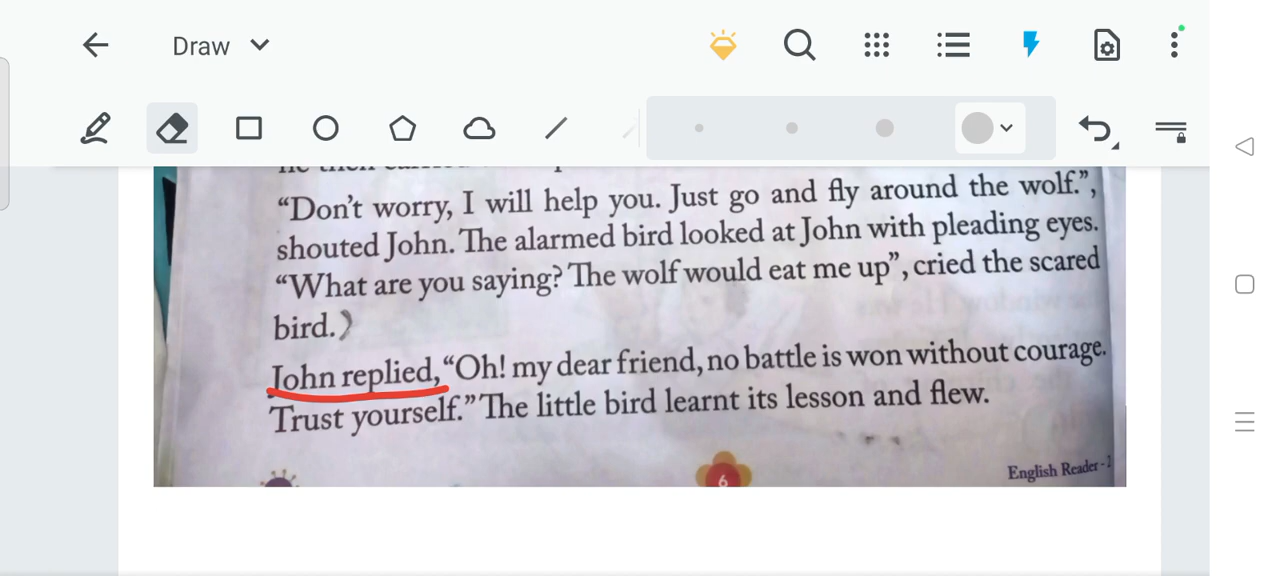 Draw
"Don't worry, I will help you. Just go and fly around the wolf.",
shouted John. The alarmed bird looked at John with pleading eyes.
"What are you saying? The wolf would eat me up", cried the scared
bird.)
John replied, "Oh! my dear friend, no battle is won without courage.
Trust yourself." The little bird learnt its lesson and flew.
6
English Reader -